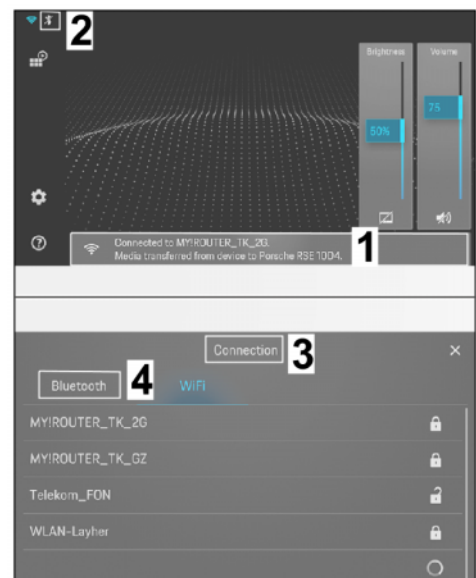 2
Brightness
Volume
75
50%
Connected to MY!ROUTER_TK_2G.
Media transferred from device to Porsche RSE 1004.
1
Connection
3
Bluetooth
4
WiFi
MY!ROUTER_TK_2G
MY!ROUTER_TK_GZ
Telekom_FON
WLAN-Layher